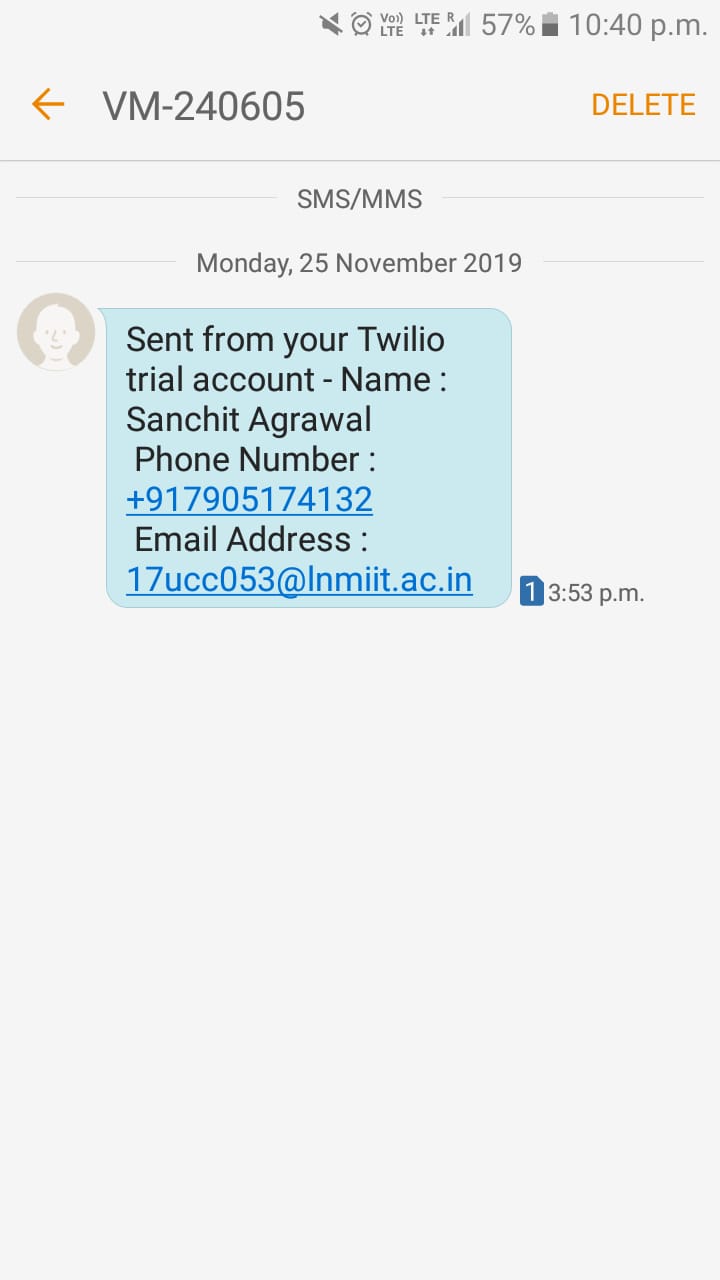 Vo)) LTE LTE R 57% 10:40 p.m.
VM-240605 DELETE
SMS/MMS
Monday, 25 November 2019
Sent from your Twilio
trial account - Name :
Sanchit Agrawal
Phone Number :
+917905174132
Email Address :
17ucc053@lnmiit.ac.in
1 3:53 p.m.